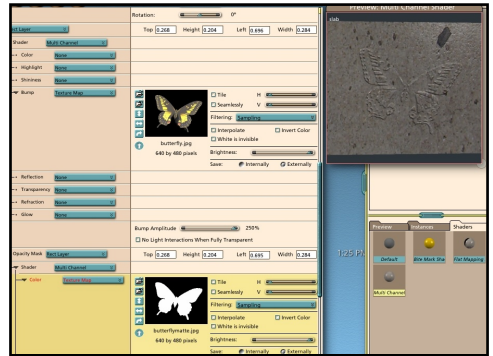 Rotation: 0°
ect Layer
Top 0.268 Height 0.204 Left 0.696 Width 0.284
Shader Multi Channel
Color None
Highlight None
Shininess None
Bump Texture Map
Tile H
Seamlessly V
Filtering: Sampling
Interpolate Invert Color
White is invisible
butterfly.jpg
640 by 480 pixels
Brightness:
Save: Internally Externally
Reflection None
Transparency None
Refraction None
Glow None
Bump Amplitude 250%
No Light Interactions When Fully Transparent
Opacity Mask Rect Layer
Top 0.268 Height 0.204 Left 0.695 Width 0.284
Shader Multi Channel
Color Texture Map
Tile H
Seamlessly V
Filtering: Sampling
Interpolate Invert Color
White is invisible
butterflymatte.jpg
640 by 480 pixels
Brightness:
Save: Internally Externally
Preview: Multi Channel Shader
slab
1:25 P
Preview Instances Shaders
Default Bite Mark Sha Flat Mapping
Multi Channel